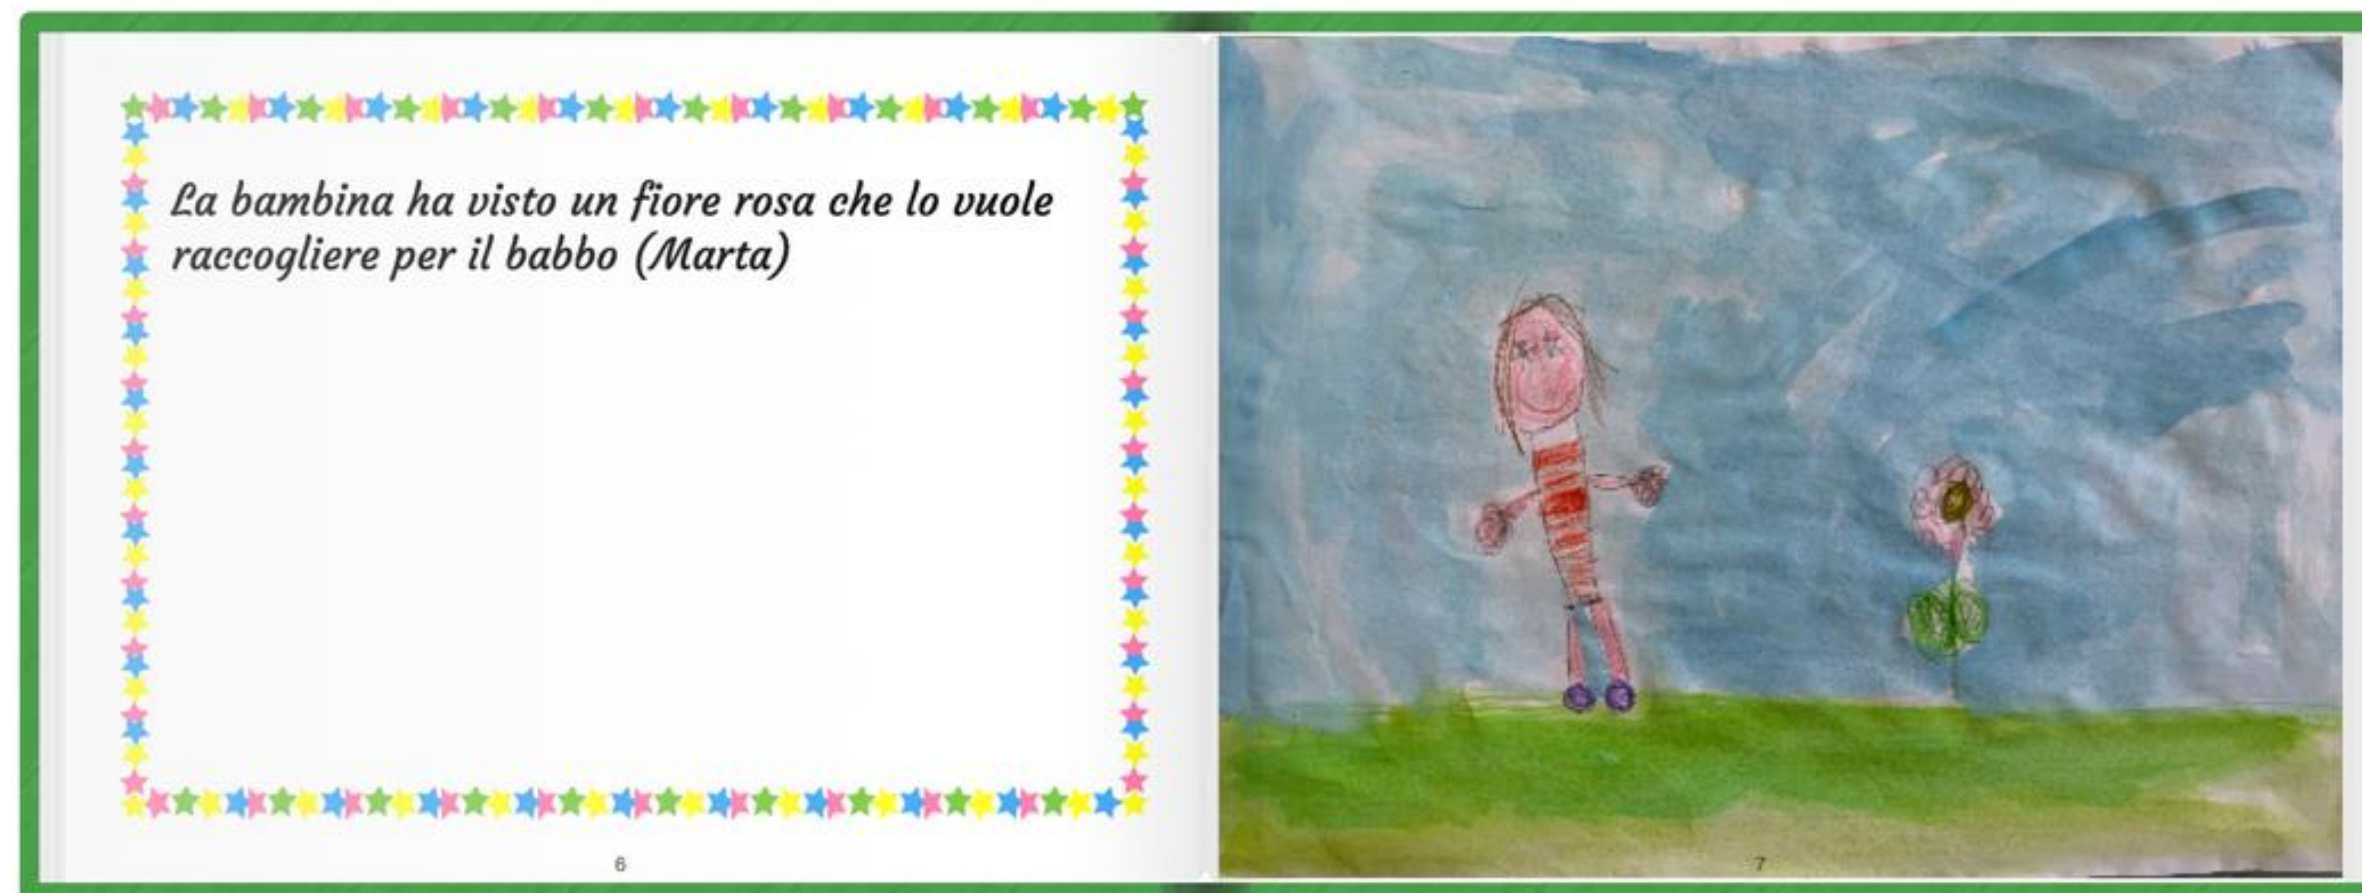 La bambina ha visto un fiore rosa che lo vuole
raccogliere per il babbo (Marta)
6
7